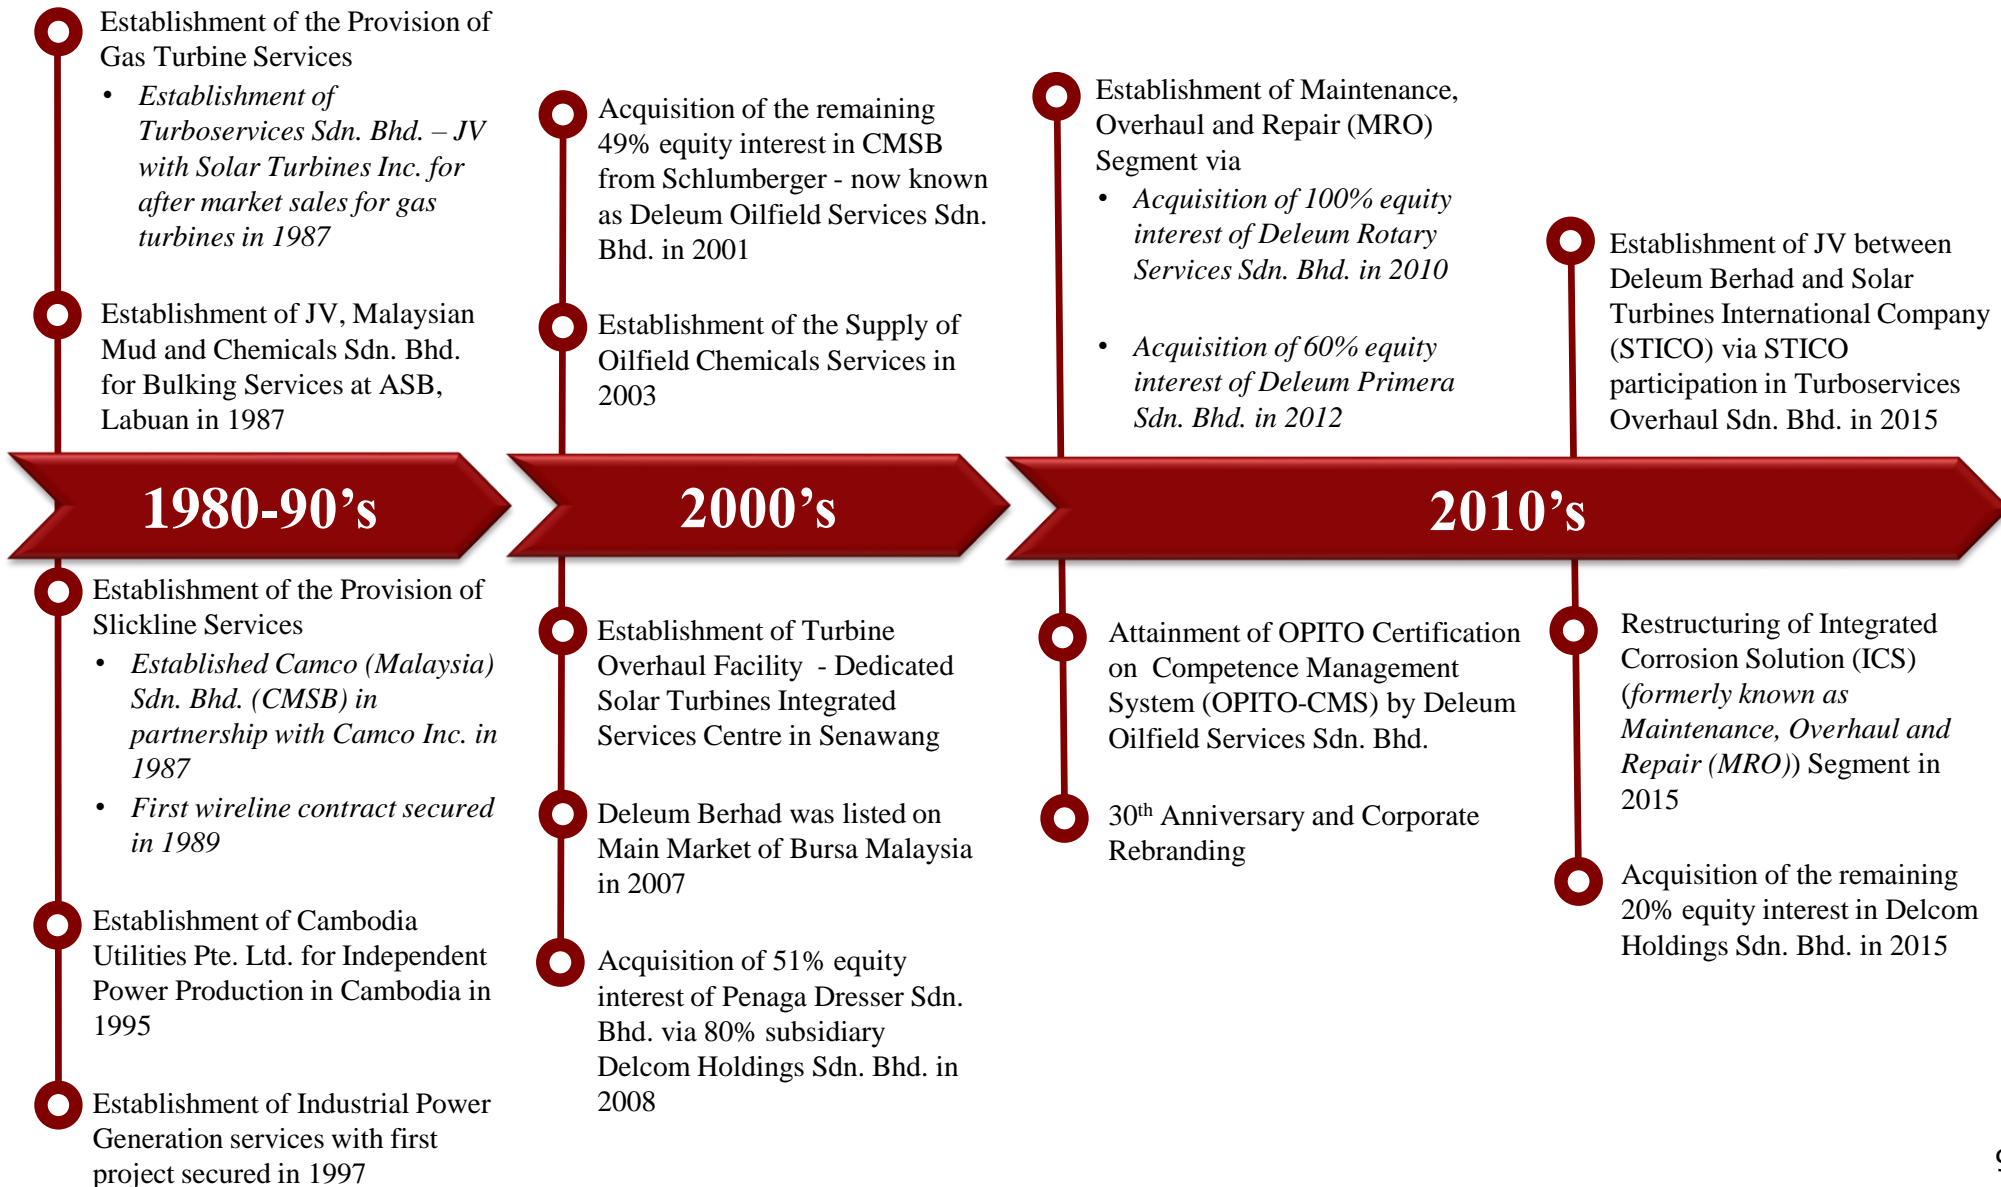 Establishment of the Provision of
Gas Turbine Services
• Establishment of
Turboservices Sdn. Bhd. – JV
with Solar Turbines Inc. for
after market sales for gas
turbines in 1987
Establishment of JV, Malaysian
Mud and Chemicals Sdn. Bhd.
for Bulking Services at ASB,
Labuan in 1987
Acquisition of the remaining
49% equity interest in CMSB
from Schlumberger - now known
as Deleum Oilfield Services Sdn.
Bhd. in 2001
Establishment of the Supply of
Oilfield Chemicals Services in
2003
Establishment of Maintenance,
Overhaul and Repair (MRO)
Segment via
• Acquisition of 100% equity
interest of Deleum Rotary
Services Sdn. Bhd. in 2010
• Acquisition of 60% equity
interest of Deleum Primera
Sdn. Bhd. in 2012
Establishment of JV between
Deleum Berhad and Solar
Turbines International Company
(STICO) via STICO
participation in Turboservices
Overhaul Sdn. Bhd. in 2015
1980-90’s
2000’s
2010’s
Establishment of the Provision of
Slickline Services
• Established Camco (Malaysia)
Sdn. Bhd. (CMSB) in
partnership with Camco Inc. in
1987
• First wireline contract secured
in 1989
Establishment of Cambodia
Utilities Pte. Ltd. for Independent
Power Production in Cambodia in
1995
Establishment of Industrial Power
Generation services with first
project secured in 1997
Establishment of Turbine
Overhaul Facility - Dedicated
Solar Turbines Integrated
Services Centre in Senawang
Deleum Berhad was listed on
Main Market of Bursa Malaysia
in 2007
Acquisition of 51% equity
interest of Penaga Dresser Sdn.
Bhd. via 80% subsidiary
Delcom Holdings Sdn. Bhd. in
2008
Attainment of OPITO Certification
on Competence Management
System (OPITO-CMS) by Deleum
Oilfield Services Sdn. Bhd.
30th Anniversary and Corporate
Rebranding
Restructuring of Integrated
Corrosion Solution (ICS)
(formerly known as
Maintenance, Overhaul and
Repair (MRO)) Segment in
2015
Acquisition of the remaining
20% equity interest in Delcom
Holdings Sdn. Bhd. in 2015